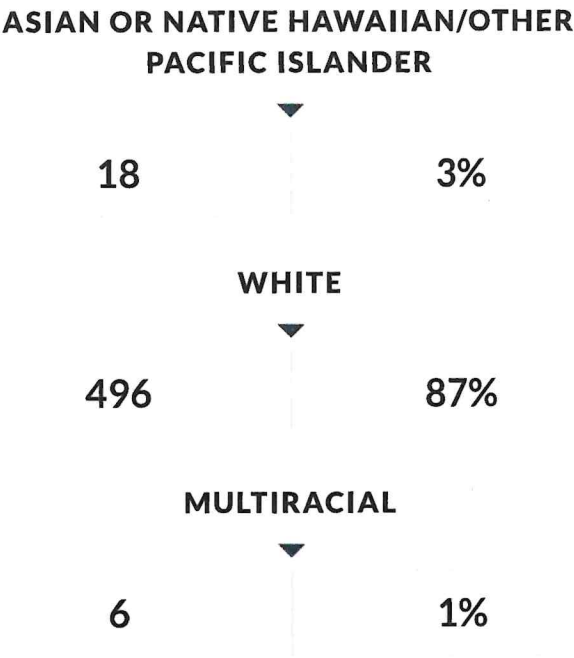 ASIAN OR NATIVE HAWAIIAN/OTHER
PACIFIC ISLANDER
18 3%
WHITE
496 87%
MULTIRACIAL
6 1%